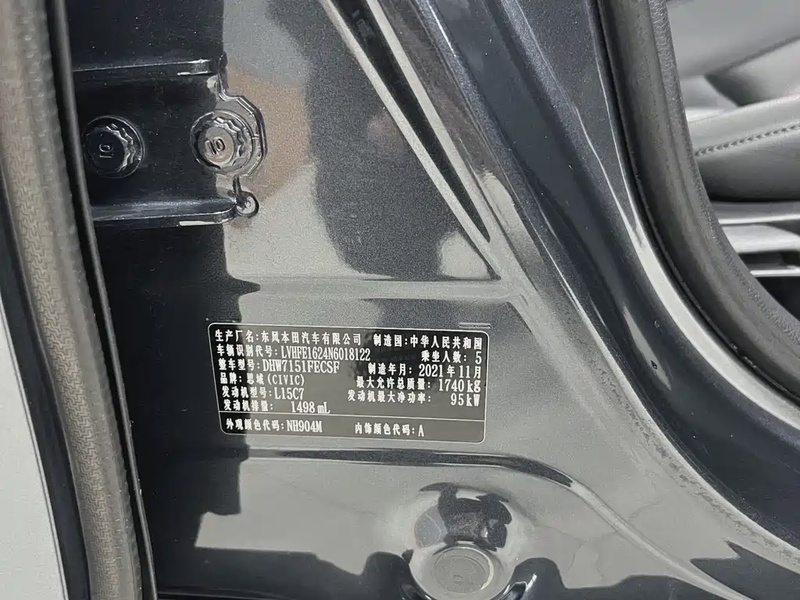 10
10
生产厂名:东风本田汽车有限公司 制造国:中华人民共和国
车辆识别代号:LVHFE1624N6018122 乘坐人数: 5
整车型号:DHW7151FECSF 制造年月:2021年11月
品牌:思域(CIVIC) 最大允许总质量: 1740kg
发动机型号:L15C7 发动机最大净功率: 95kW
发动机排量: 1498mL
外观颜色代码:NH904M 内饰颜色代码:A